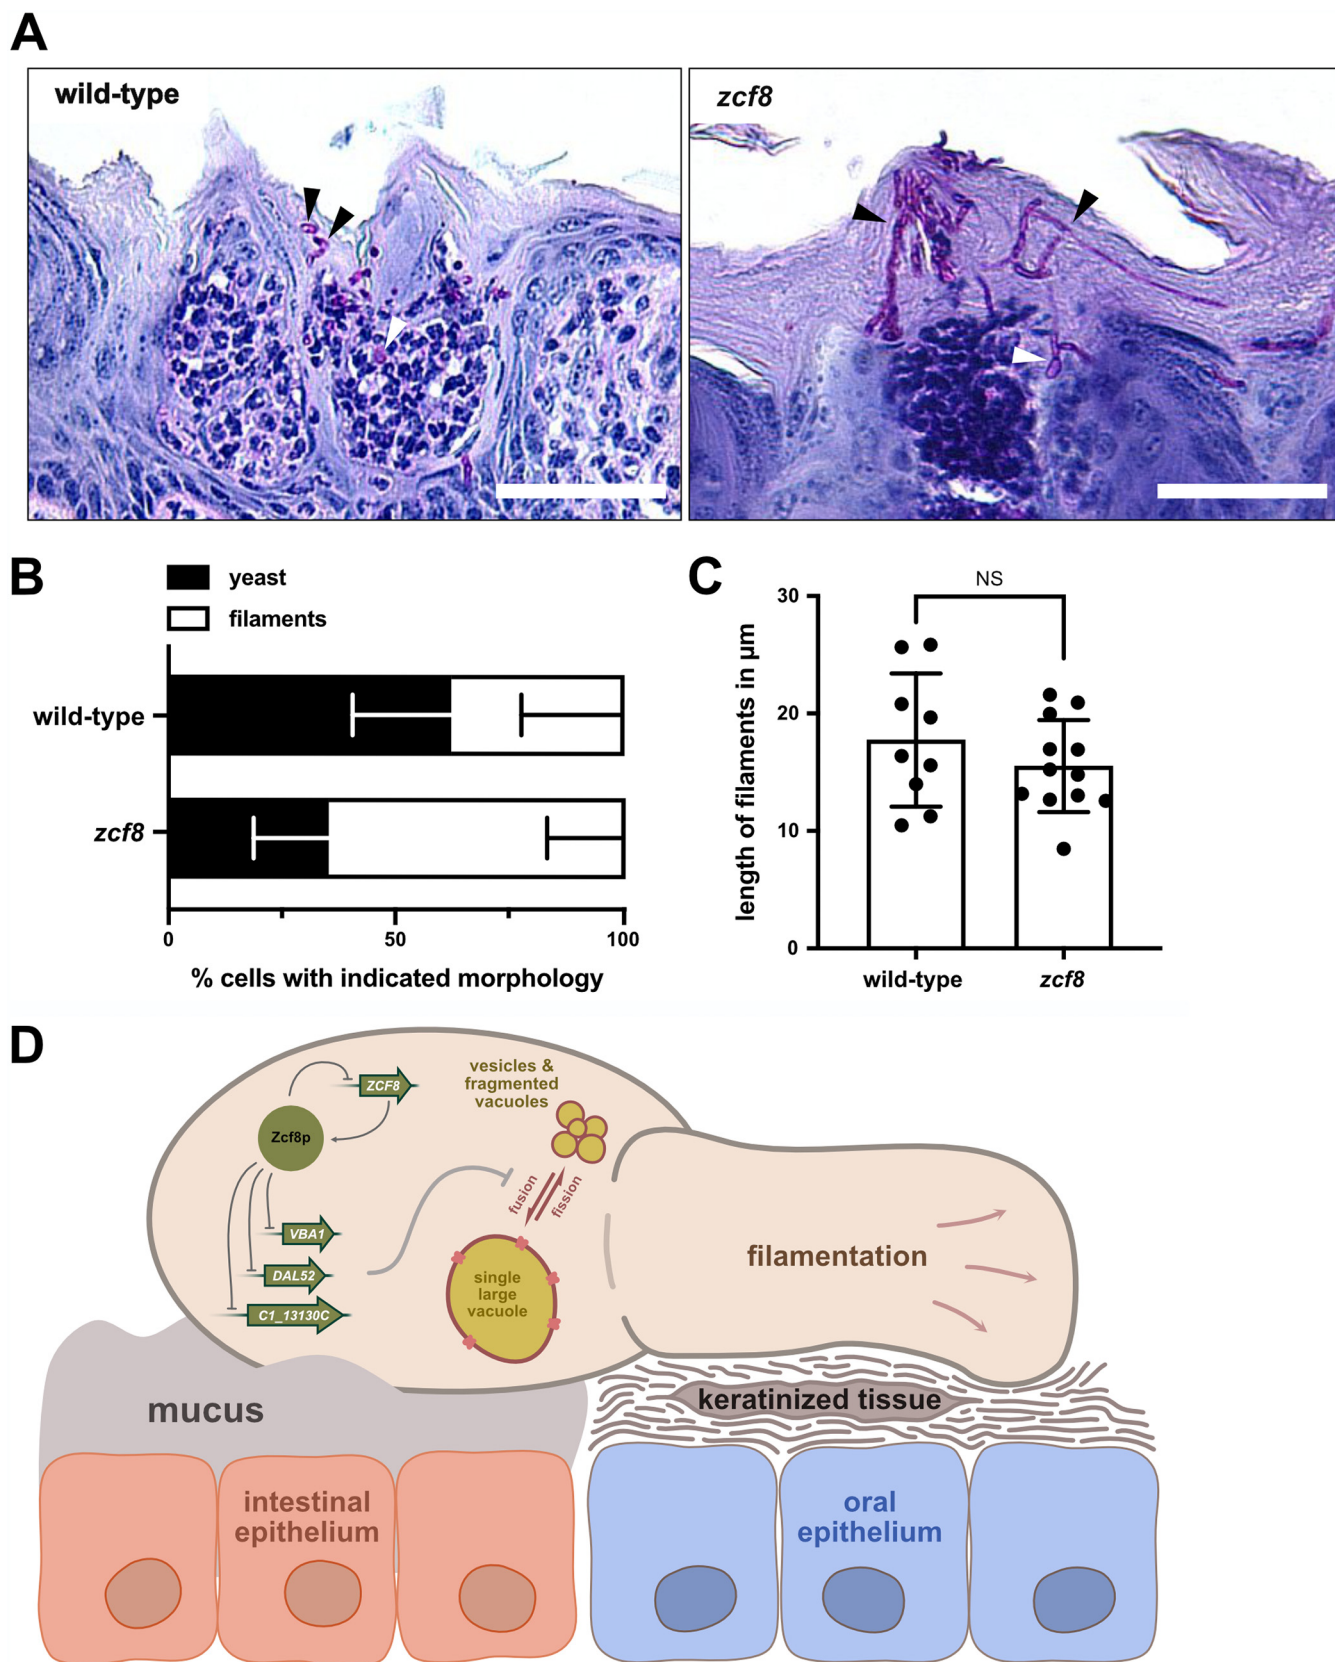 A
wild-type
zcf8
B
yeast
filaments
wild-type
zcf8
0
50
100
% cells with indicated morphology
C
NS
30
20
10
0
length of filaments in µm
wild-type
zcf8
D
ZCF8
Zcf8p
VBA1
DAL52
C1_13130C
vesicles &
fragmented
vacuoles
fusion
fission
single
large
vacuole
filamentation
mucus
keratinized tissue
intestinal
epithelium
oral
epithelium